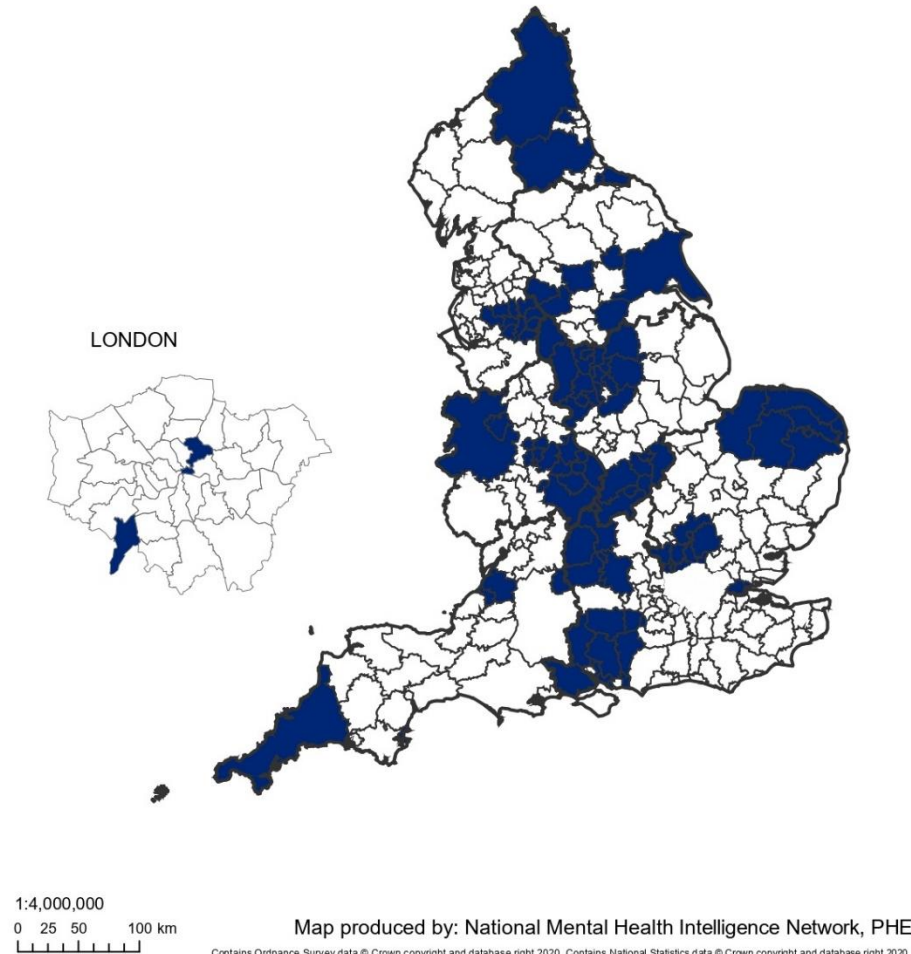 LONDON
1:4,000,000
0 25 50 100 km
Map produced by: National Mental Health Intelligence Network, PHE
Contains Ordnance Survey data © Crown copyright and database right 2020. Contains National Statistics data © Crown copyright and database right 2020.